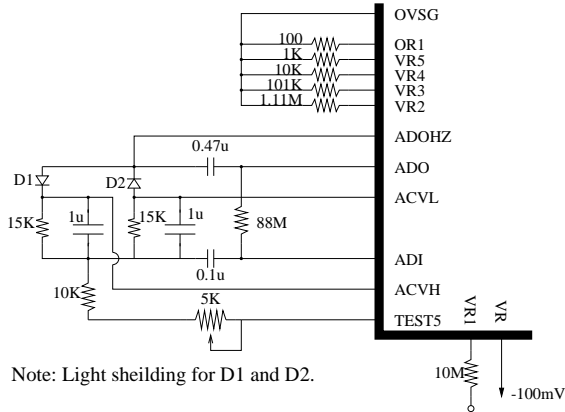 OVSG
100
OR1
1K
VR5
10K
VR4
101K
VR3
1.11M
VR2
ADOHZ
0.47u
ADO
D1
D2
ACVL
15K
1u
15K
1u
88M
ADI
0.1u
10K
ACVH
5K
TEST5
VR1
VR
Note: Light sheilding for D1 and D2.
10M
-100mV